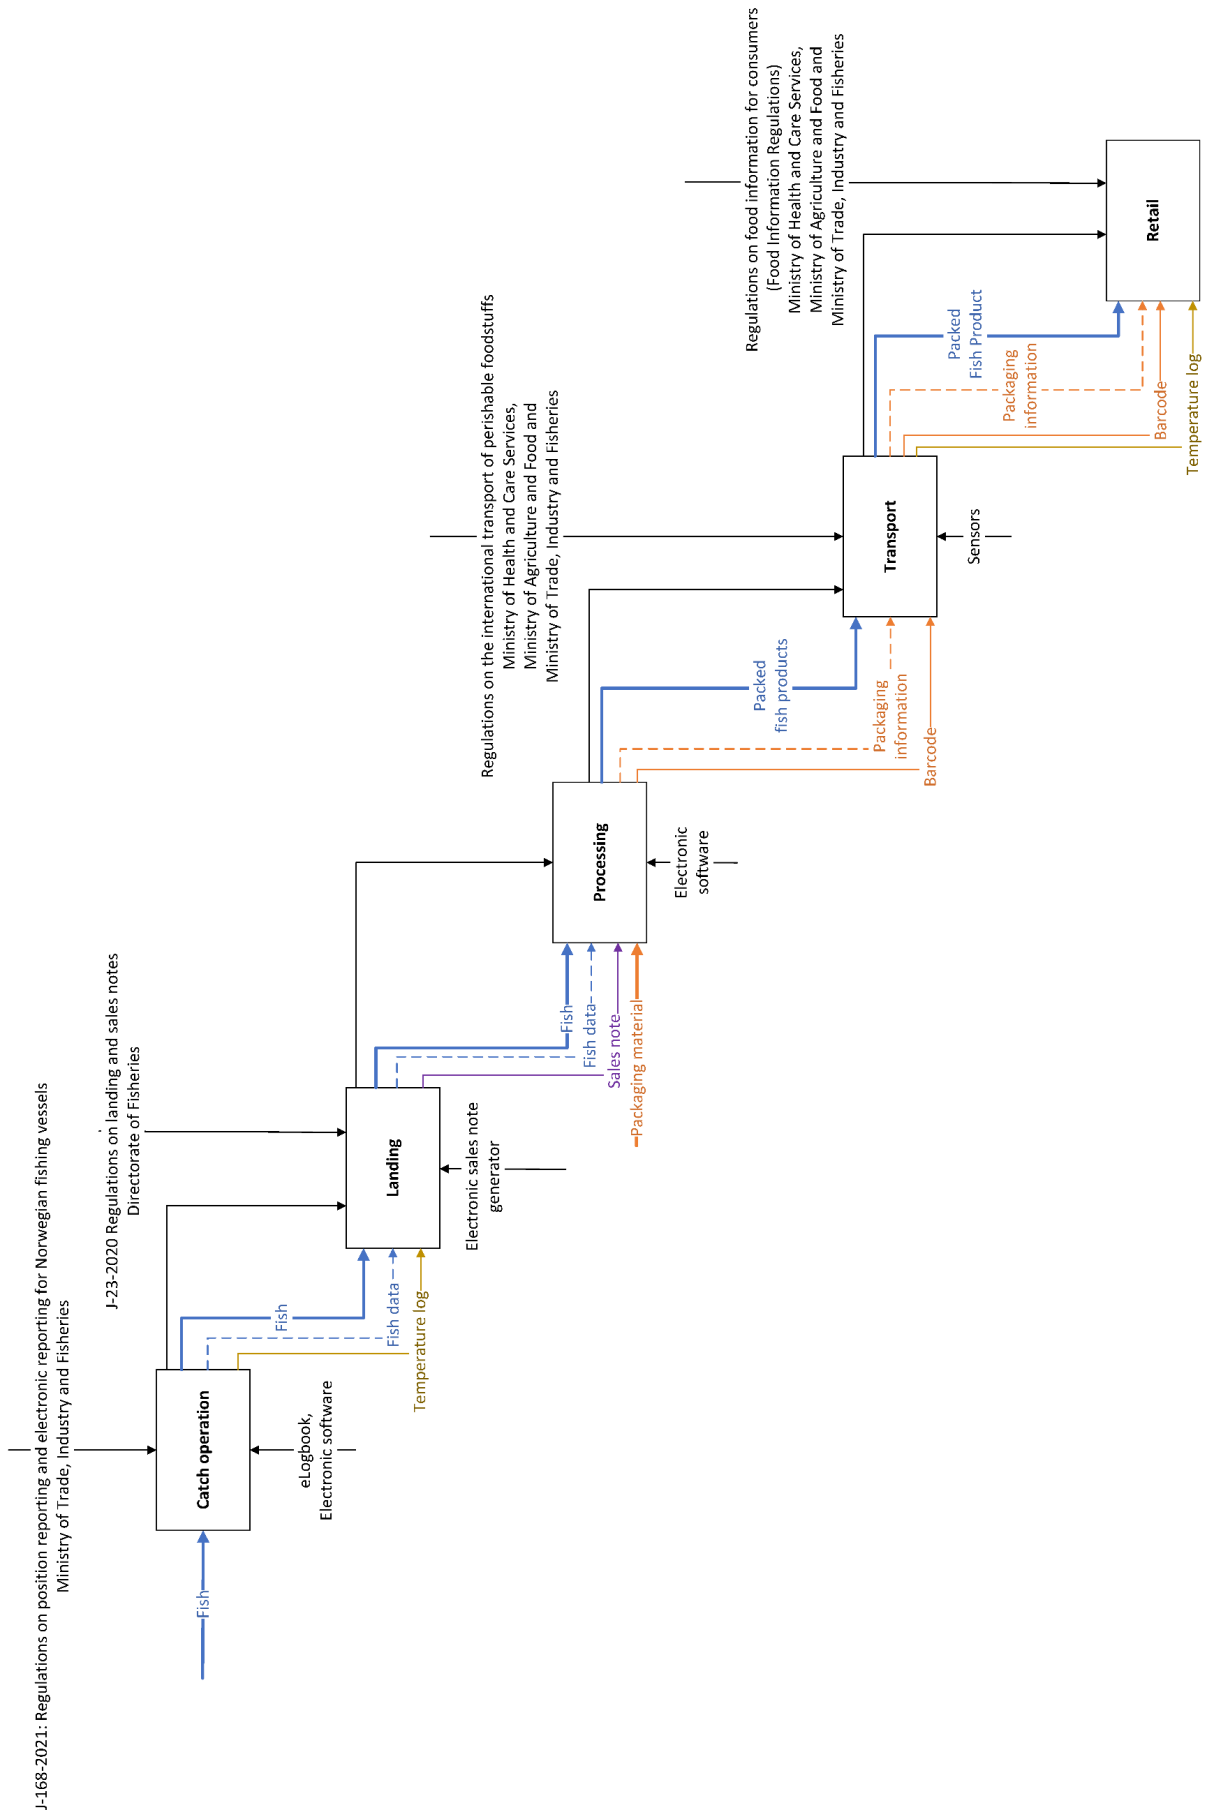 J-168-2021: Regulations on position reporting and electronic reporting for Norwegian fishing vessels
Ministry of Trade, Industry and Fisheries
Fish
Catch operation
eLogbook,
Electronic software
J-23-2020 Regulations on landing and sales notes
Directorate of Fisheries
Fish
Fish data
Temperature log
Landing
Electronic sales note
generator
Fish
Fish data
Sales note
Packaging material
Processing
Electronic
software
Regulations on the international transport of perishable foodstuffs
Ministry of Health and Care Services,
Ministry of Agriculture and Food and
Ministry of Trade, Industry and Fisheries
Packed
fish products
Packaging
information
Barcode
Transport
Sensors
Regulations on food information for consumers
(Food Information Regulations)
Ministry of Health and Care Services,
Ministry of Agriculture and Food and
Ministry of Trade, Industry and Fisheries
Packed
Fish Product
Packaging
information
Barcode
Temperature log
Retail